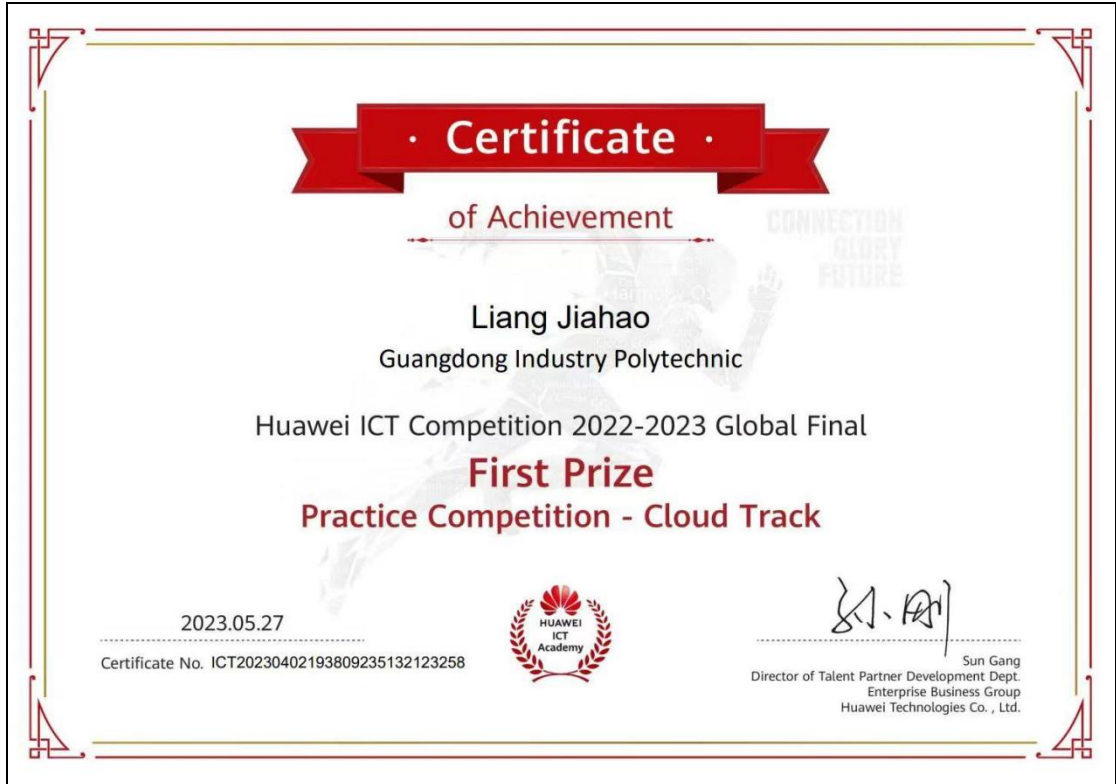 · Certificate ·
of Achievement
CONNECTION
GLORY
FUTURE
Liang Jiahao
Guangdong Industry Polytechnic
Huawei ICT Competition 2022-2023 Global Final
First Prize
Practice Competition - Cloud Track
2023.05.27
Certificate No. ICT20230402193809235132123258
HUAWEI
ICT
Academy
孙刚
Sun Gang
Director of Talent Partner Development Dept.
Enterprise Business Group
Huawei Technologies Co. , Ltd.